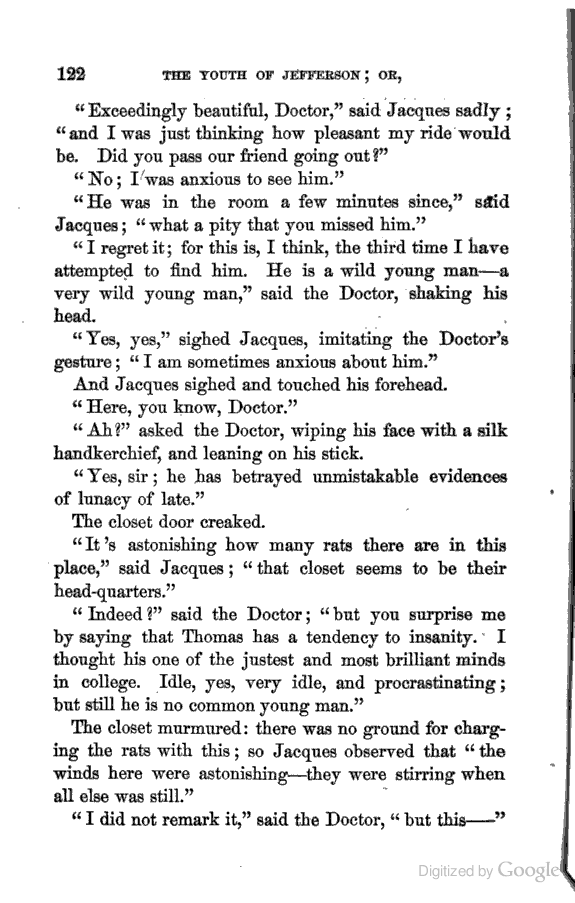 122 THE YOUTH OF JEFFERSON; OR,
"Exceedingly beautiful, Doctor," said Jacques sadly;
"and I was just thinking how pleasant my ride would
be. Did you pass our friend going out?"
"No; I was anxious to see him."
"He was in the room a few minutes since," said
Jacques; "what a pity that you missed him."
"I regret it; for this is, I think, the third time I have
attempted to find him. He is a wild young man—a
very wild young man," said the Doctor, shaking his
head.
"Yes, yes," sighed Jacques, imitating the Doctor's
gesture; "I am sometimes anxious about him."
And Jacques sighed and touched his forehead.
"Here, you know, Doctor."
"Ah?" asked the Doctor, wiping his face with a silk
handkerchief, and leaning on his stick.
"Yes, sir; he has betrayed unmistakable evidences
of lunacy of late."
The closet door creaked.
"It 's astonishing how many rats there are in this
place," said Jacques; "that closet seems to be their
head-quarters."
"Indeed?" said the Doctor; "but you surprise me
by saying that Thomas has a tendency to insanity. I
thought his one of the justest and most brilliant minds
in college. Idle, yes, very idle, and procrastinating;
but still he is no common young man."
The closet murmured: there was no ground for charg-
ing the rats with this; so Jacques observed that "the
winds here were astonishing—they were stirring when
all else was still."
"I did not remark it," said the Doctor, "but this——"
Digitized by Google